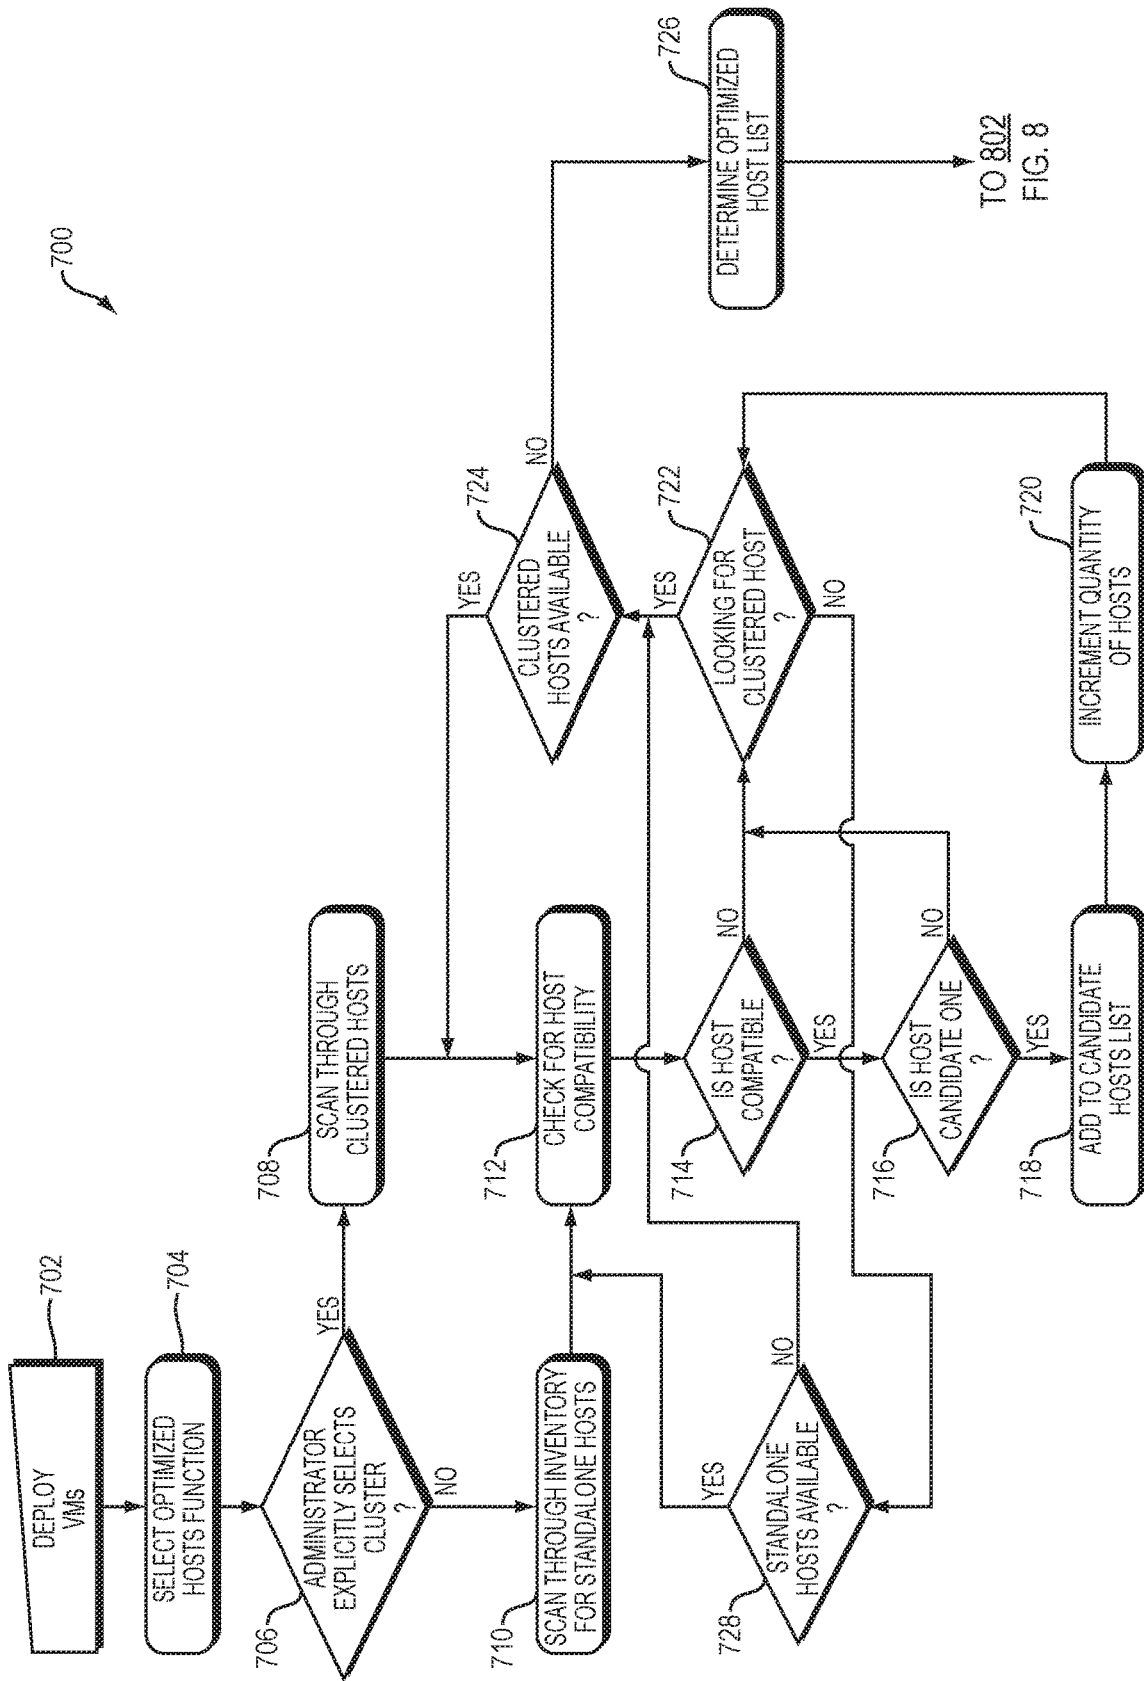 700
702
DEPLOY
VMs
704
SELECT OPTIMIZED
HOSTS FUNCTION
706
ADMINISTRATOR
EXPLICITLY SELECTS
CLUSTER
?
YES
NO
708
SCAN THROUGH
CLUSTERED HOSTS
710
SCAN THROUGH INVENTORY
FOR STANDALONE HOSTS
712
CHECK FOR HOST
COMPATIBILITY
714
IS HOST
COMPATIBLE
?
NO
YES
716
IS HOST
CANDIDATE ONE
?
NO
YES
718
ADD TO CANDIDATE
HOSTS LIST
720
INCREMENT QUANTITY
OF HOSTS
722
LOOKING FOR
CLUSTERED HOST
?
YES
NO
724
CLUSTERED
HOSTS AVAILABLE
?
YES
NO
726
DETERMINE OPTIMIZED
HOST LIST
TO 802
FIG. 8
728
STANDALONE
HOSTS AVAILABLE
?
YES
NO